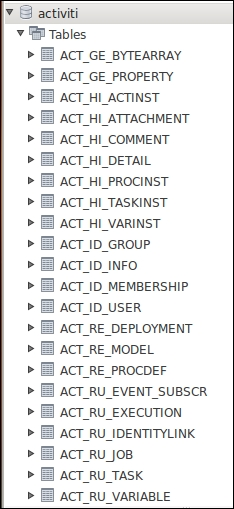 activiti
Tables
ACT_GE_BYTEARRAY
ACT_GE_PROPERTY
ACT_HI_ACTINST
ACT_HI_ATTACHMENT
ACT_HI_COMMENT
ACT_HI_DETAIL
ACT_HI_PROCINST
ACT_HI_TASKINST
ACT_HI_VARINST
ACT_ID_GROUP
ACT_ID_INFO
ACT_ID_MEMBERSHIP
ACT_ID_USER
ACT_RE_DEPLOYMENT
ACT_RE_MODEL
ACT_RE_PROCDEF
ACT_RU_EVENT_SUBSCR
ACT_RU_EXECUTION
ACT_RU_IDENTITYLINK
ACT_RU_JOB
ACT_RU_TASK
ACT_RU_VARIABLE